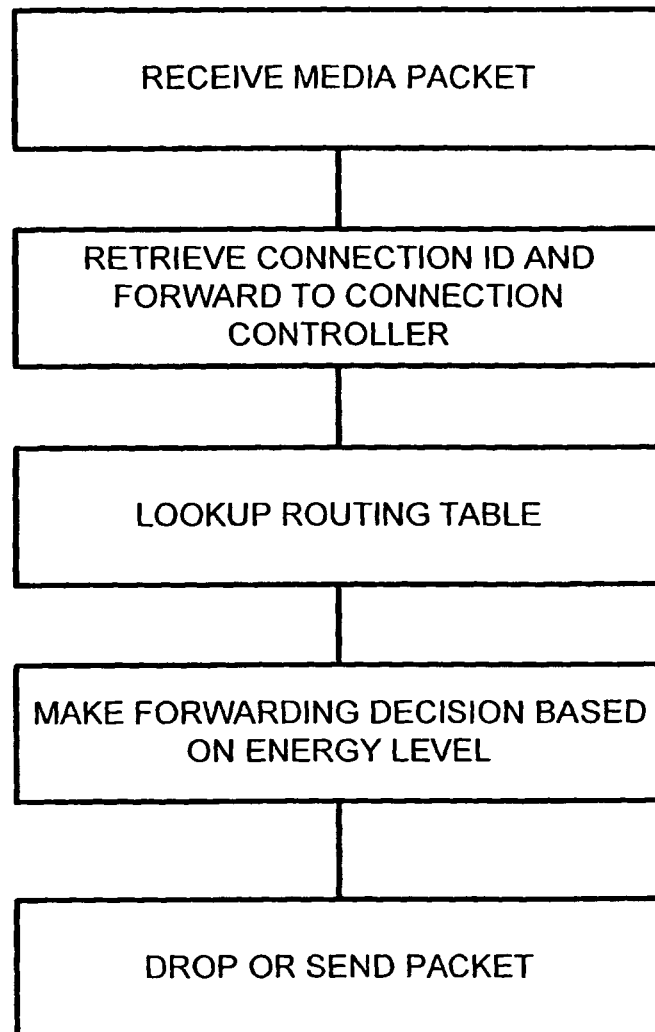 RECEIVE MEDIA PACKET
RETRIEVE CONNECTION ID AND
FORWARD TO CONNECTION
CONTROLLER
LOOKUP ROUTING TABLE
MAKE FORWARDING DECISION BASED
ON ENERGY LEVEL
DROP OR SEND PACKET